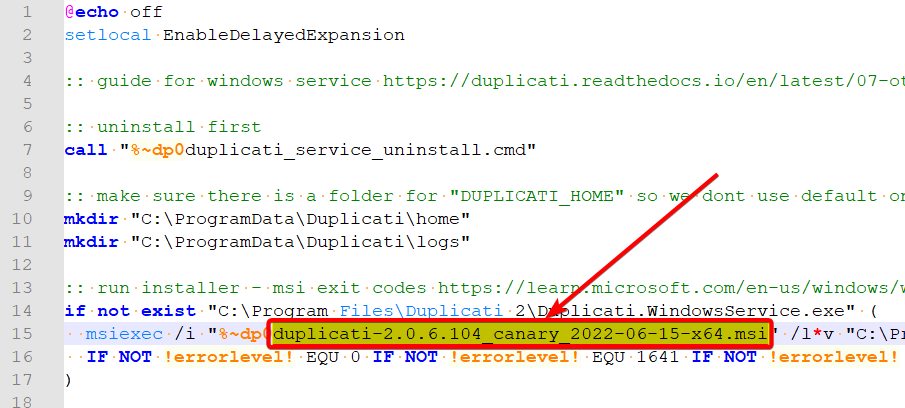 1 @echo off
2 setlocal EnableDelayedExpansion
3
4 :: guide for windows service https://duplicati.readthedocs.io/en/latest/07-ot
5
6 :: uninstall first
7 call "%~dp0duplicati_service_uninstall.cmd"
8
9 :: make sure there is a folder for "DUPLICATI_HOME" so we dont use default on
10 mkdir "C:\ProgramData\Duplicati\home"
11 mkdir "C:\ProgramData\Duplicati\logs"
12
13 :: run installer - msi exit codes https://learn.microsoft.com/en-us/windows/w
14 if not exist "C:\Program Files\Duplicati 2\Duplicati.WindowsService.exe" (
15 msiexec /i "%~dp0duplicati-2.0.6.104_canary_2022-06-15-x64.msi" /l*v "C:\Pr
16 IF NOT !errorlevel! EQU 0 IF NOT !errorlevel! EQU 1641 IF NOT !errorlevel!
17 )
18